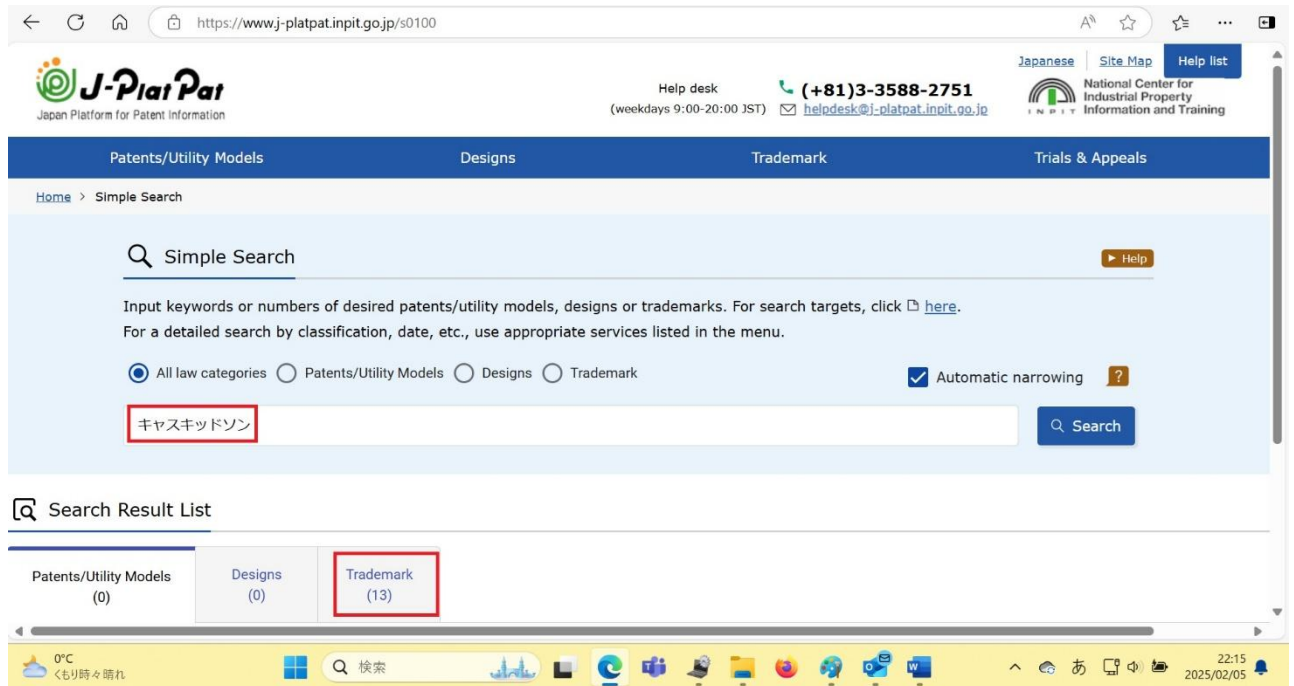 https://www.j-platpat.inpit.go.jp/s0100
J-PlatPat
Japan Platform for Patent Information
Help desk
(weekdays 9:00-20:00 JST)
(+81)3-3588-2751
helpdesk@j-platpat.inpit.go.jp
Japanese
Site Map
Help list
INPIT
National Center for
Industrial Property
Information and Training
Patents/Utility Models
Designs
Trademark
Trials & Appeals
Home > Simple Search
Simple Search
Help
Input keywords or numbers of desired patents/utility models, designs or trademarks. For search targets, click here.
For a detailed search by classification, date, etc., use appropriate services listed in the menu.
All law categories
Patents/Utility Models
Designs
Trademark
Automatic narrowing
?
キャスキッドソン
Search
Search Result List
Patents/Utility Models
(0)
Designs
(0)
Trademark
(13)
0°C
くもり時々晴れ
検索
あ
22:15
2025/02/05